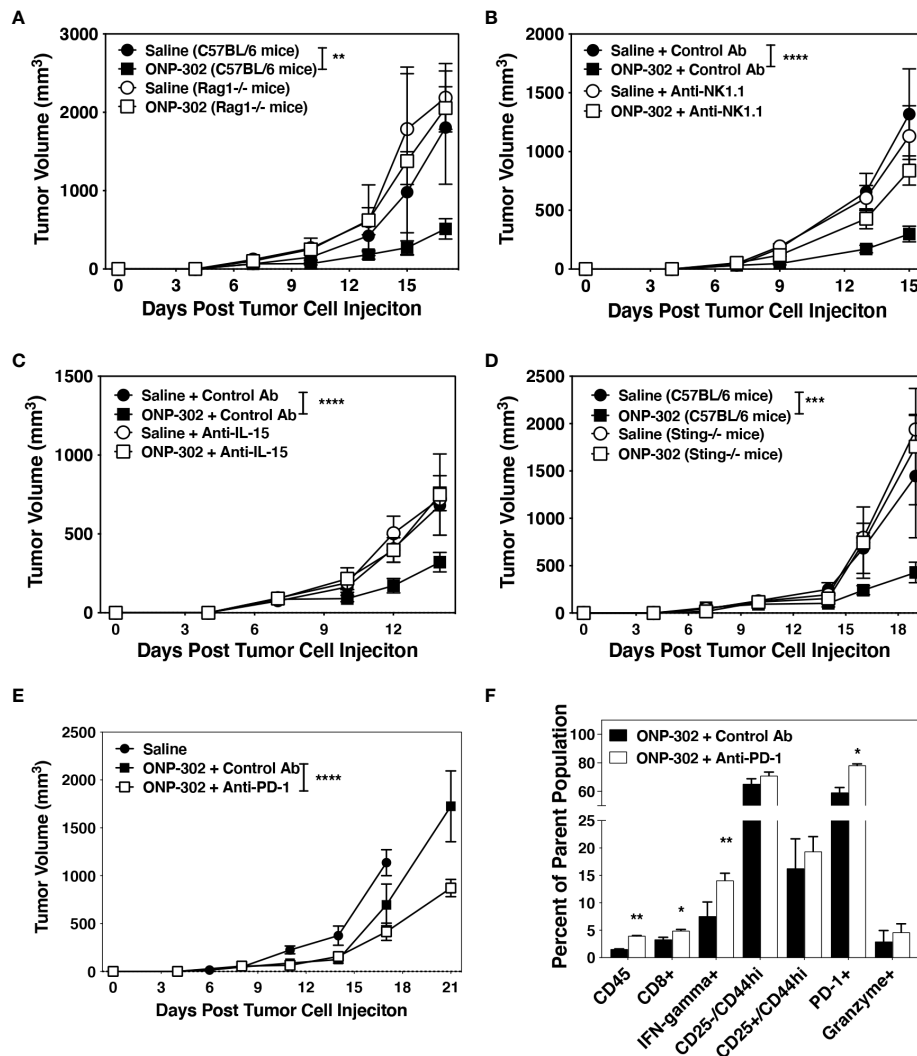 A
Tumor Volume (mm³)
3000
2000
1000
0
Saline (C57BL/6 mice)
ONP-302 (C57BL/6 mice)
Saline (Rag1-/- mice)
ONP-302 (Rag1-/- mice)
**
0 3 6 9 12 15
Days Post Tumor Cell Injeciton
B
Tumor Volume (mm³)
2000
1500
1000
500
0
Saline + Control Ab
ONP-302 + Control Ab
Saline + Anti-NK1.1
ONP-302 + Anti-NK1.1
****
0 3 6 9 12 15
Days Post Tumor Cell Injeciton
C
Tumor Volume (mm³)
1500
1000
500
0
Saline + Control Ab
ONP-302 + Control Ab
Saline + Anti-IL-15
ONP-302 + Anti-IL-15
****
0 3 6 9 12
Days Post Tumor Cell Injeciton
D
Tumor Volume (mm³)
2500
2000
1500
1000
500
0
Saline (C57BL/6 mice)
ONP-302 (C57BL/6 mice)
Saline (Sting-/- mice)
ONP-302 (Sting-/- mice)
***
0 3 6 9 12 15 18
Days Post Tumor Cell Injeciton
E
Tumor Volume (mm³)
2500
2000
1500
1000
500
0
Saline
ONP-302 + Control Ab
ONP-302 + Anti-PD-1
****
0 3 6 9 12 15 18 21
Days Post Tumor Cell Injeciton
F
Percent of Parent Population
100
80
60
25
20
15
10
5
0
ONP-302 + Control Ab
ONP-302 + Anti-PD-1
**
*
**
*
CD45
CD8+
IFN-gamma+
CD25-/CD44hi
CD25+/CD44hi
PD-1+
Granzyme+